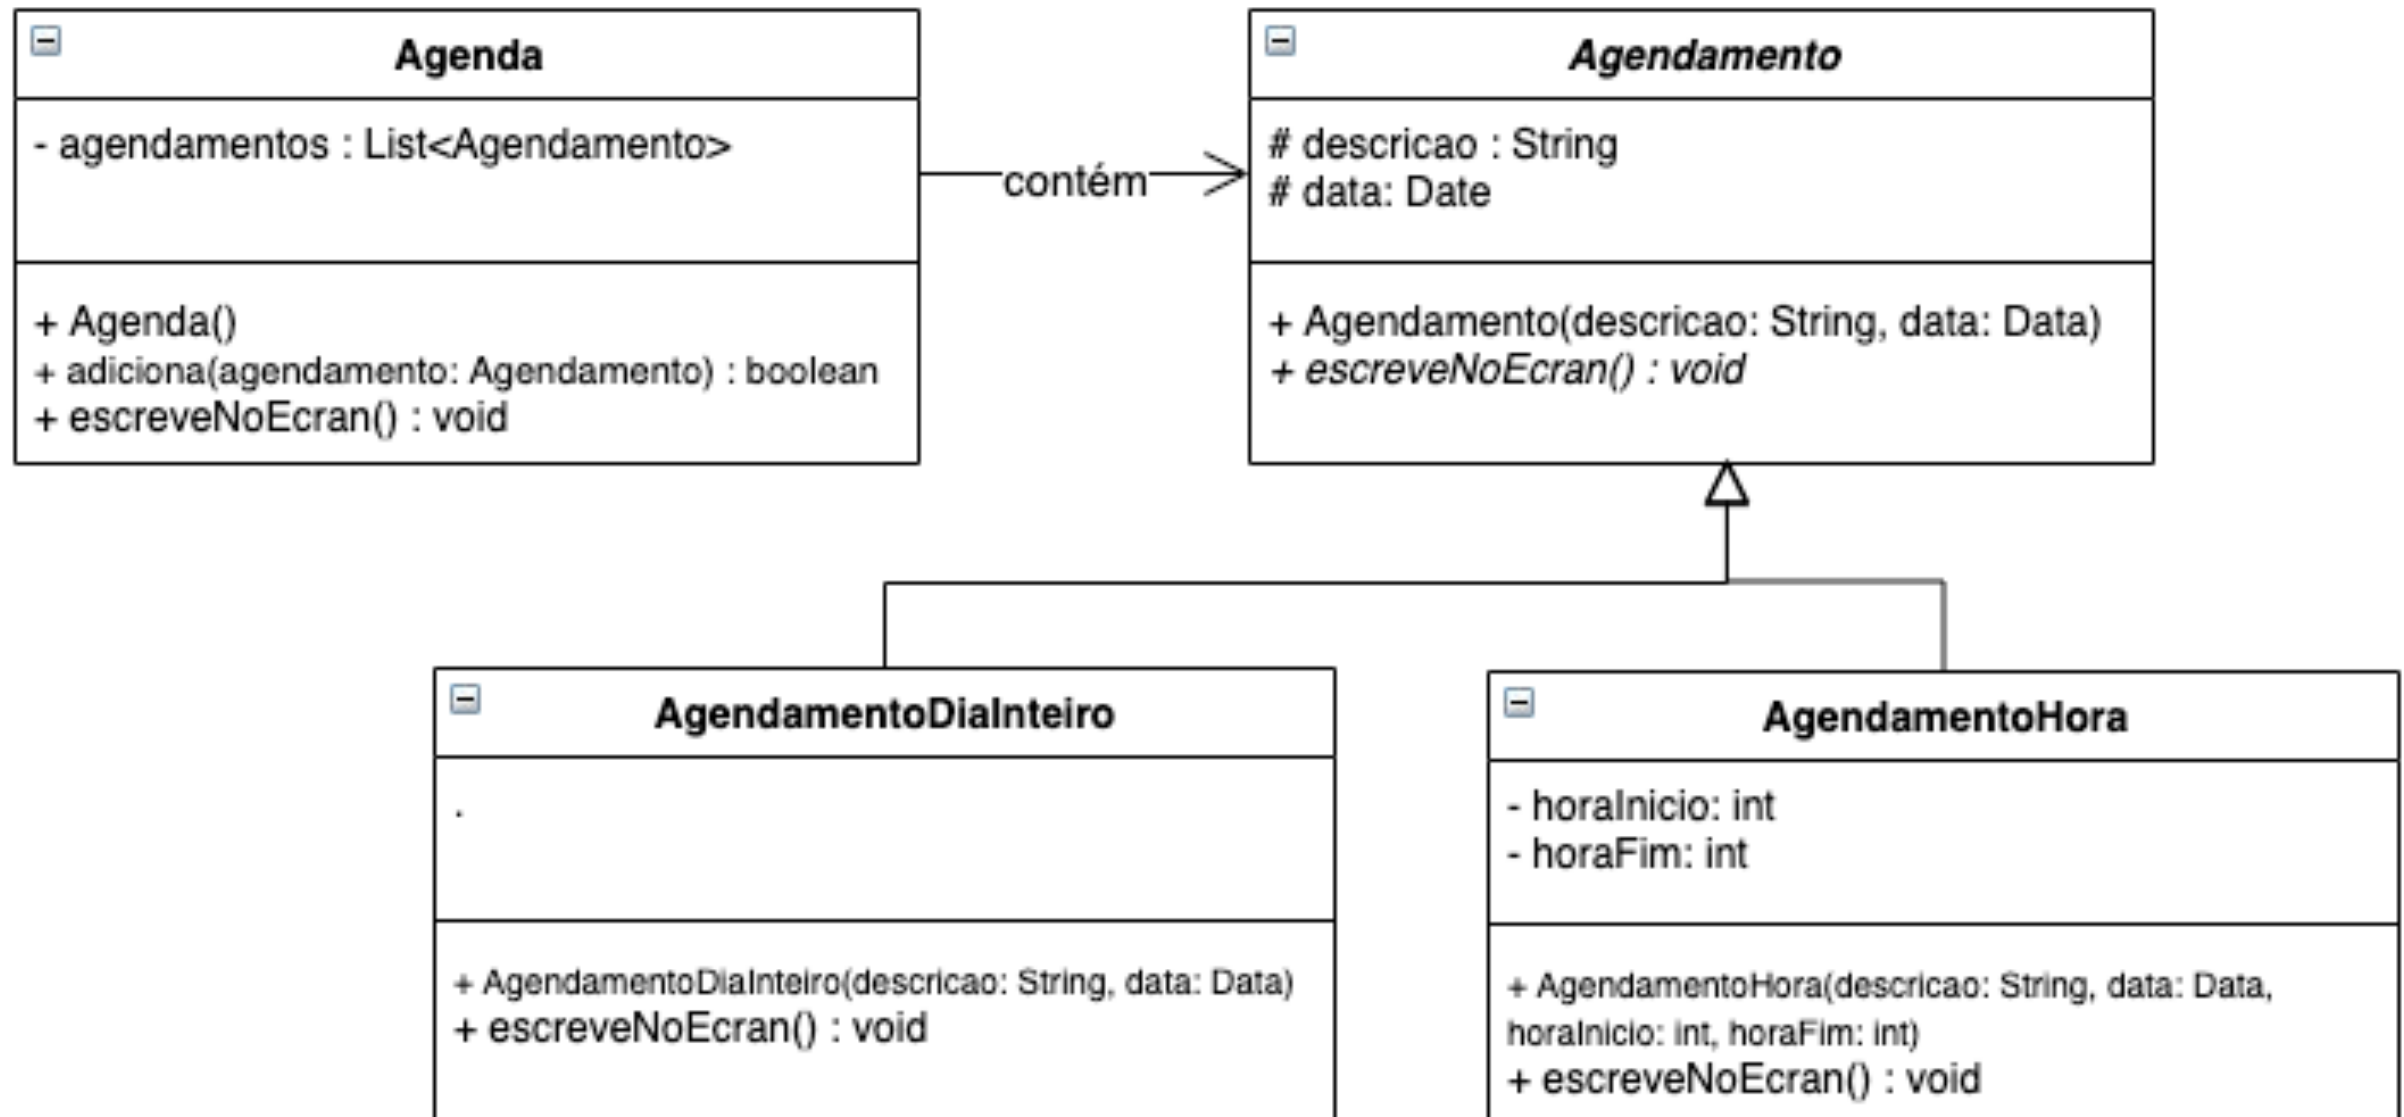 Agenda
- agendamentos : List<Agendamento>
+ Agenda()
+ adiciona(agendamento: Agendamento) : boolean
+ escreveNoEcran() : void
contém
Agendamento
# descricao : String
# data: Date
+ Agendamento(descricao: String, data: Data)
+ escreveNoEcran() : void
AgendamentoDiaInteiro
.
+ AgendamentoDiaInteiro(descricao: String, data: Data)
+ escreveNoEcran() : void
AgendamentoHora
- horaInicio: int
- horaFim: int
+ AgendamentoHora(descricao: String, data: Data,
horaInicio: int, horaFim: int)
+ escreveNoEcran() : void